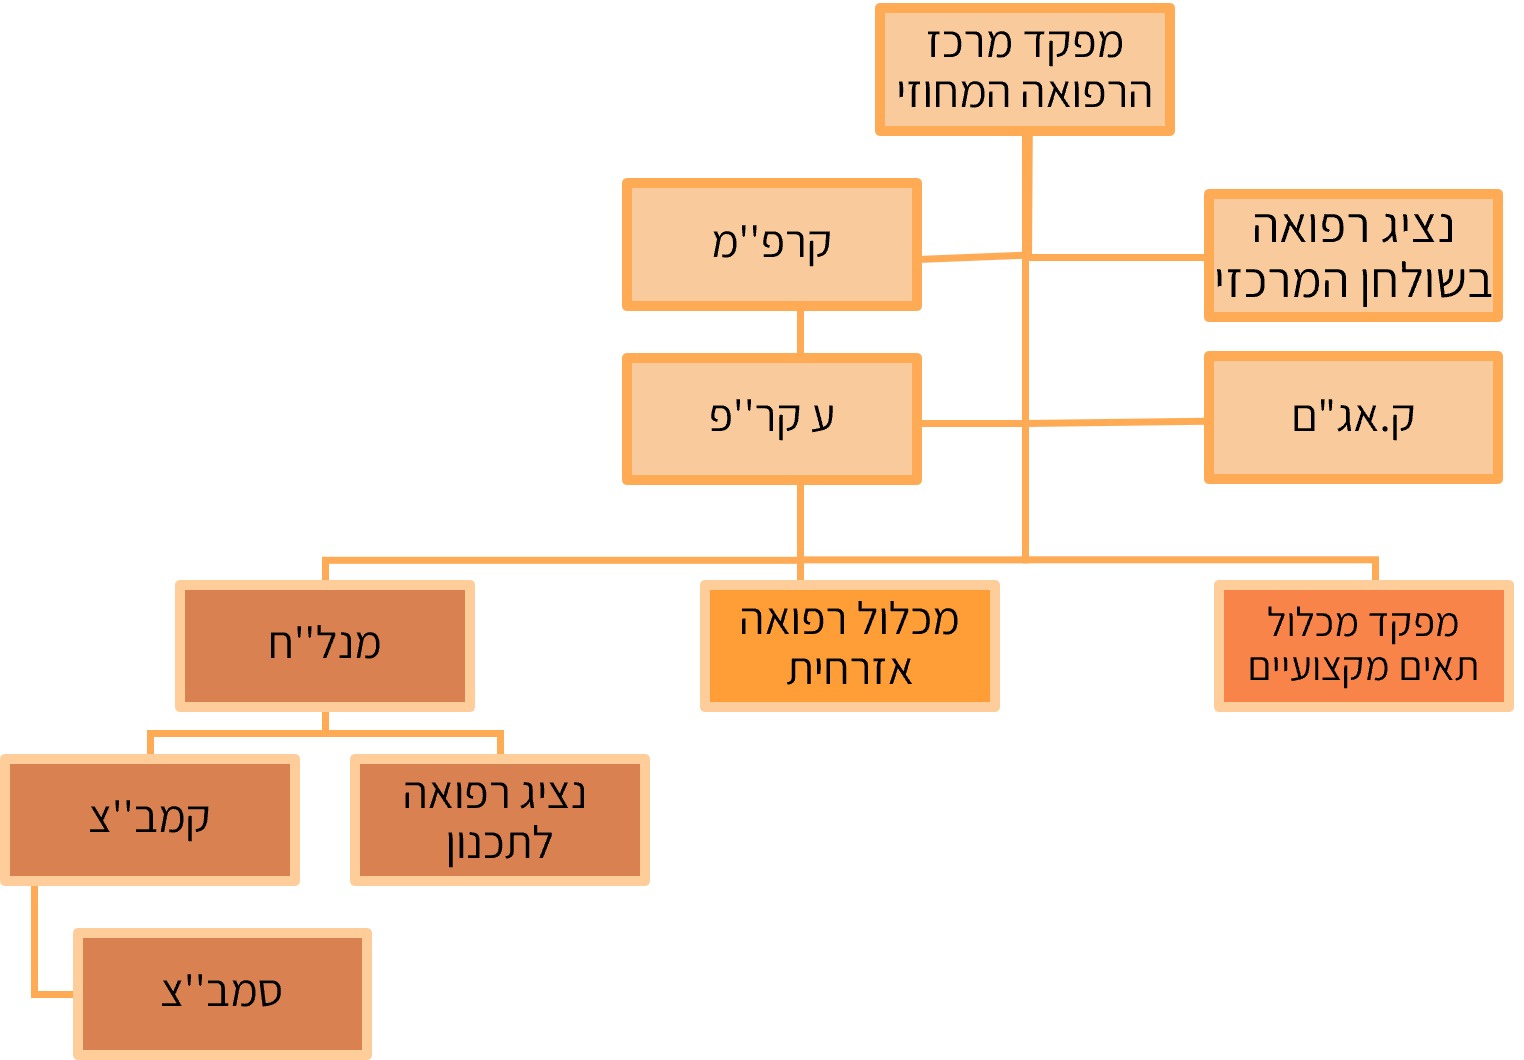 מפקד מרכז
הרפואה המחוזי
נציג רפואה
בשולחן המרכזי
קרפ''מ
ק.אג"ם
ע קר''פ
מפקד מכלול
תאים מקצועיים
מכלול רפואה
אזרחית
מנל''ח
נציג רפואה
לתכנון
קמב''צ
סמב''צ